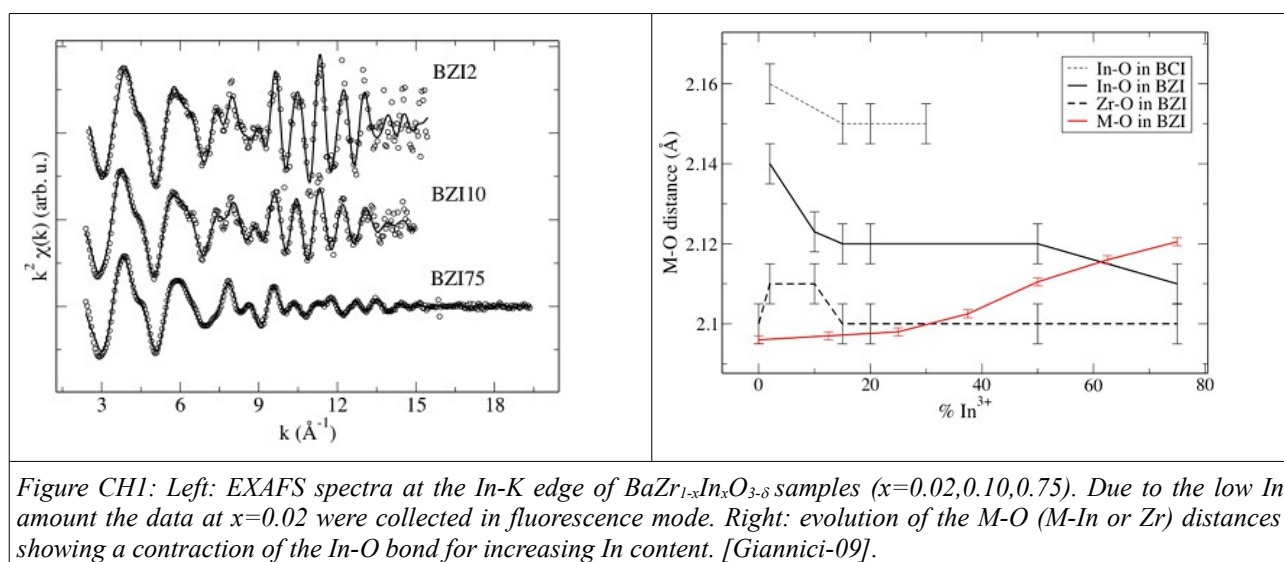 BZI2
BZI10
BZI75
k² χ(k) (arb. u.)
3 6 9 12 15 18
k (Å⁻¹)
2.16
2.14
2.12
2.1
M-O distance (Å)
In-O in BCI
In-O in BZI
Zr-O in BZI
M-O in BZI
0 20 40 60 80
% In³⁺
Figure CH1: Left: EXAFS spectra at the In-K edge of BaZr₁₋ₓInₓO₃₋δ samples (x=0.02,0.10,0.75). Due to the low In
amount the data at x=0.02 were collected in fluorescence mode. Right: evolution of the M-O (M-In or Zr) distances
showing a contraction of the In-O bond for increasing In content. [Giannici-09].